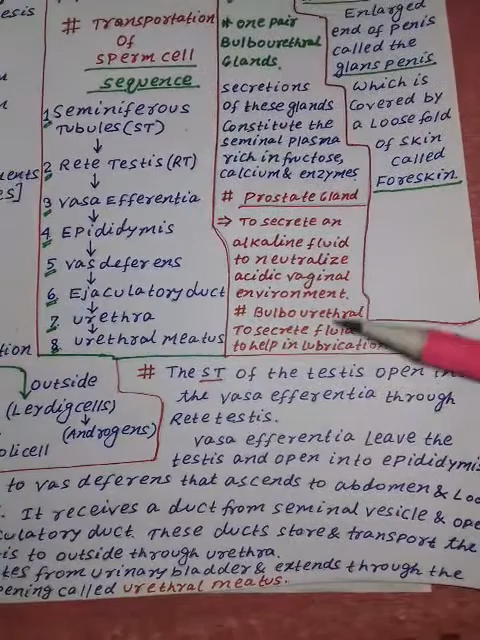 esis
ents
es]
tion
# Transportation
Of
sperm cell
sequence
1 Seminiferous
Tubules (ST)
↓
2 Rete Testis (RT)
↓
3 Vasa Efferentia
↓
4 Epididymis
↓
5 vas deferens
↓
6 Ejaculatory duct
↓
7 urethra
↓
8 urethral meatus
# one pair
Bulbourethral
Glands.
secretions
of these glands
Constitute the
seminal plasma
rich in fuctose,
calcium & enzymes
# Prostate Gland
⇒ To secrete an
alkaline fluid
to neutralize
acidic vaginal
environment.
# Bulbourethral
To secrete fluid
to help in lubrication
Enlarged
end of penis
called the
glans penis
Which is
covered by
a Loose fold
of skin
called
Foreskin.
outside
(Leydig cells)
↓
(Androgens)
olicell
# The ST of the testis open
the vasa efferentia through
Rete testis.
vasa efferentia Leave the
testis and open into epididymis
to vas deferens that ascends to abdomen & Loo
It receives a duct from seminal vesicle & ope
culatory duct. These ducts store & transport the
is to outside through urethra.
tes from urinary bladder & extends through the
pening called urethral meatus.